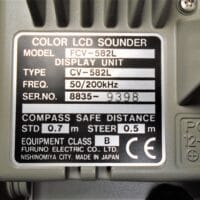 COLOR LCD SOUNDER
MODEL FCV-582L
DISPLAY UNIT
TYPE CV-582L
FREQ. 50/200kHz
SER.NO. 8835-9398
COMPASS SAFE DISTANCE
STD 0.7 m STEER 0.5 m
EQUIPMENT CLASS B
FURUNO ELECTRIC CO., LTD.
NISHINOMIYA CITY, MADE IN JAPAN
12-